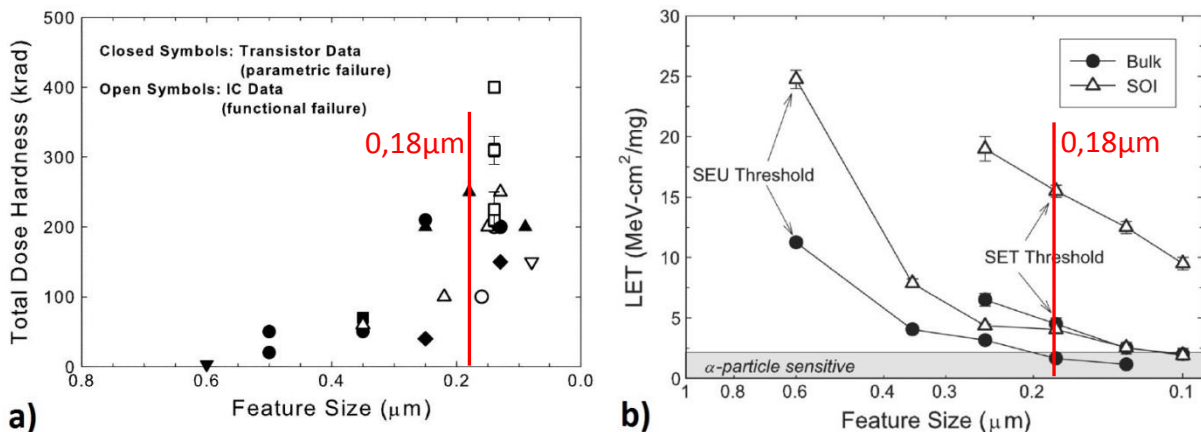 500
400
300
200
100
0
Total Dose Hardness (krad)
Closed Symbols: Transistor Data
(parametric failure)
Open Symbols: IC Data
(functional failure)
0,18μm
0.8
0.6
0.4
0.2
0.0
Feature Size (μm)
a)
30
25
20
15
10
5
0
LET (MeV-cm²/mg)
Bulk
SOI
0,18μm
SEU Threshold
SET Threshold
α-particle sensitive
1
0.8
0.6
0.4
0.3
0.2
0.1
Feature Size (μm)
b)